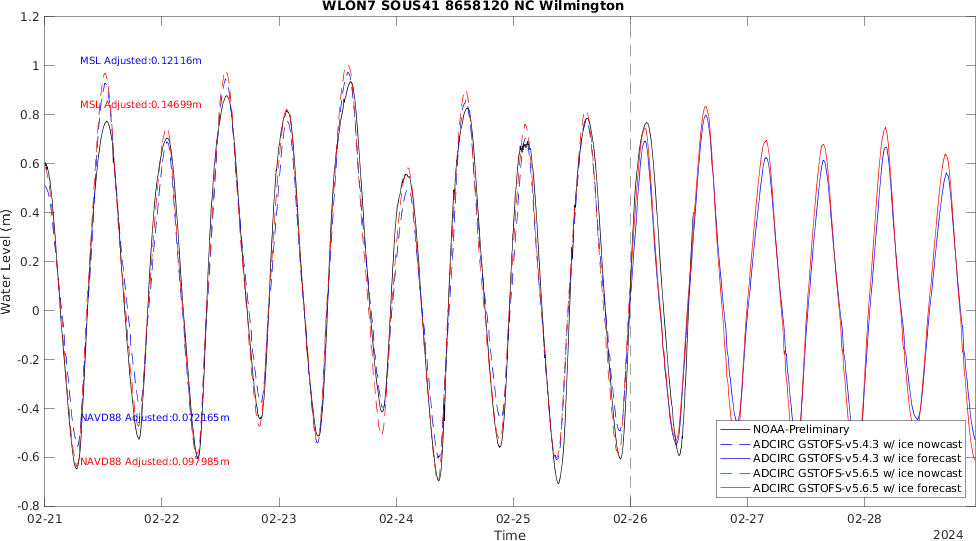 WLON7 SOUS41 8658120 NC Wilmington
1.2
1
0.8
0.6
0.4
0.2
0
-0.2
-0.4
-0.6
-0.8
Water Level (m)
MSL Adjusted:0.12116m
MSL Adjusted:0.14699m
NAVD88 Adjusted:0.072165m
NAVD88 Adjusted:0.097985m
NOAA-Preliminary
ADCIRC GSTOFS-v5.4.3 w/ ice nowcast
ADCIRC GSTOFS-v5.4.3 w/ ice forecast
ADCIRC GSTOFS-v5.6.5 w/ ice nowcast
ADCIRC GSTOFS-v5.6.5 w/ ice forecast
02-21 02-22 02-23 02-24 02-25 02-26 02-27 02-28
Time
2024